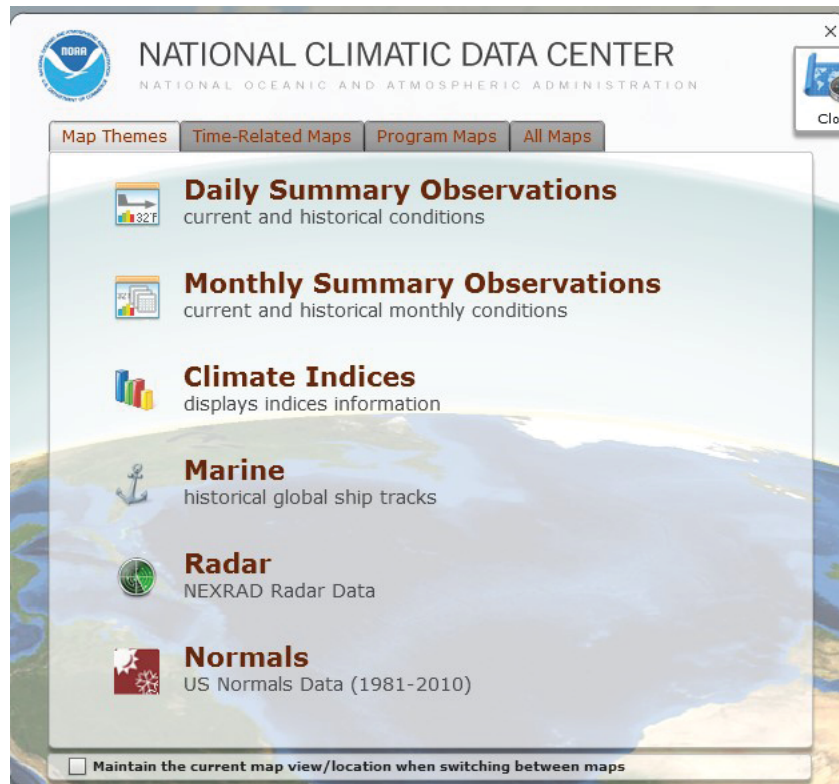 NOAA
NATIONAL CLIMATIC DATA CENTER
NATIONAL OCEANIC AND ATMOSPHERIC ADMINISTRATION
×
Clo
Map Themes Time-Related Maps Program Maps All Maps
Daily Summary Observations
32°F
current and historical conditions
Monthly Summary Observations
current and historical monthly conditions
Climate Indices
displays indices information
Marine
historical global ship tracks
Radar
NEXRAD Radar Data
Normals
US Normals Data (1981-2010)
Maintain the current map view/location when switching between maps